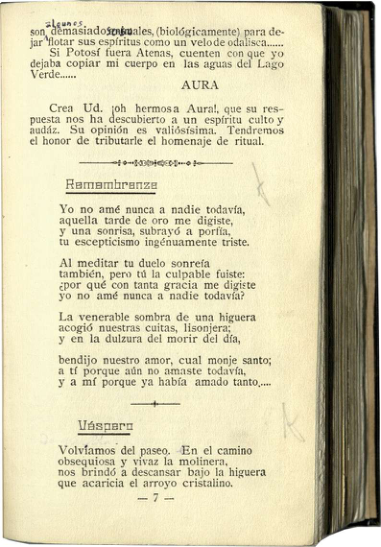 algunos
son demasiado sensuales, (biológicamente) para de-
jar flotar sus espíritus como un velo de odalisca......
Si Potosí fuera Atenas, cuenten con que yo
dejaba copiar mi cuerpo en las aguas del Lago
Verde......
AURA
Crea Ud. ¡oh hermosa Aura!, que su res-
puesta nos ha descubierto a un espíritu culto y
audáz. Su opinión es valiósísima. Tendremos
el honor de tributarle el homenaje de ritual.
Remembranza
Yo no amé nunca a nadie todavía,
aquella tarde de oro me digiste,
y una sonrisa, subrayó a porfía,
tu escepticismo ingénuamente triste.
Al meditar tu duelo sonreía
también, pero tú la culpable fuiste:
¿por qué con tanta gracia me digiste
yo no amé nunca a nadie todavía?
La venerable sombra de una higuera
acogió nuestras cuitas, lisonjera;
y en la dulzura del morir del día,
bendijo nuestro amor, cual monje santo;
a tí porque aún no amaste todavía,
y a mí porque ya había amado tanto....
Véspero
Volvíamos del paseo. En el camino
obsequiosa y vivaz la molinera,
nos brindó a descansar bajo la higuera
que acaricia el arroyo cristalino.
— 7 —